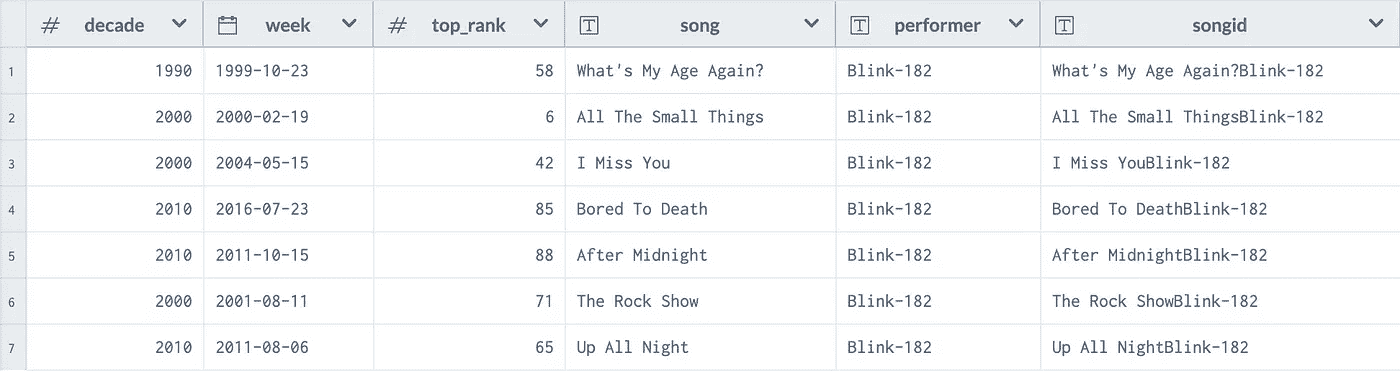 # decade week # top_rank T song T performer T songid
1 1990 1999-10-23 58 What's My Age Again? Blink-182 What's My Age Again?Blink-182
2 2000 2000-02-19 6 All The Small Things Blink-182 All The Small ThingsBlink-182
3 2000 2004-05-15 42 I Miss You Blink-182 I Miss YouBlink-182
4 2010 2016-07-23 85 Bored To Death Blink-182 Bored To DeathBlink-182
5 2010 2011-10-15 88 After Midnight Blink-182 After MidnightBlink-182
6 2000 2001-08-11 71 The Rock Show Blink-182 The Rock ShowBlink-182
7 2010 2011-08-06 65 Up All Night Blink-182 Up All NightBlink-182